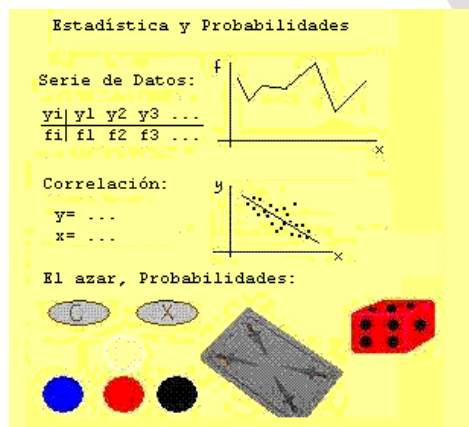 Estadística y Probabilidades
Serie de Datos:
f
yi y1 y2 y3 ...
fi f1 f2 f3 ...
x
Correlación:
y
y= ...
x= ...
x
El azar, Probabilidades:
C X